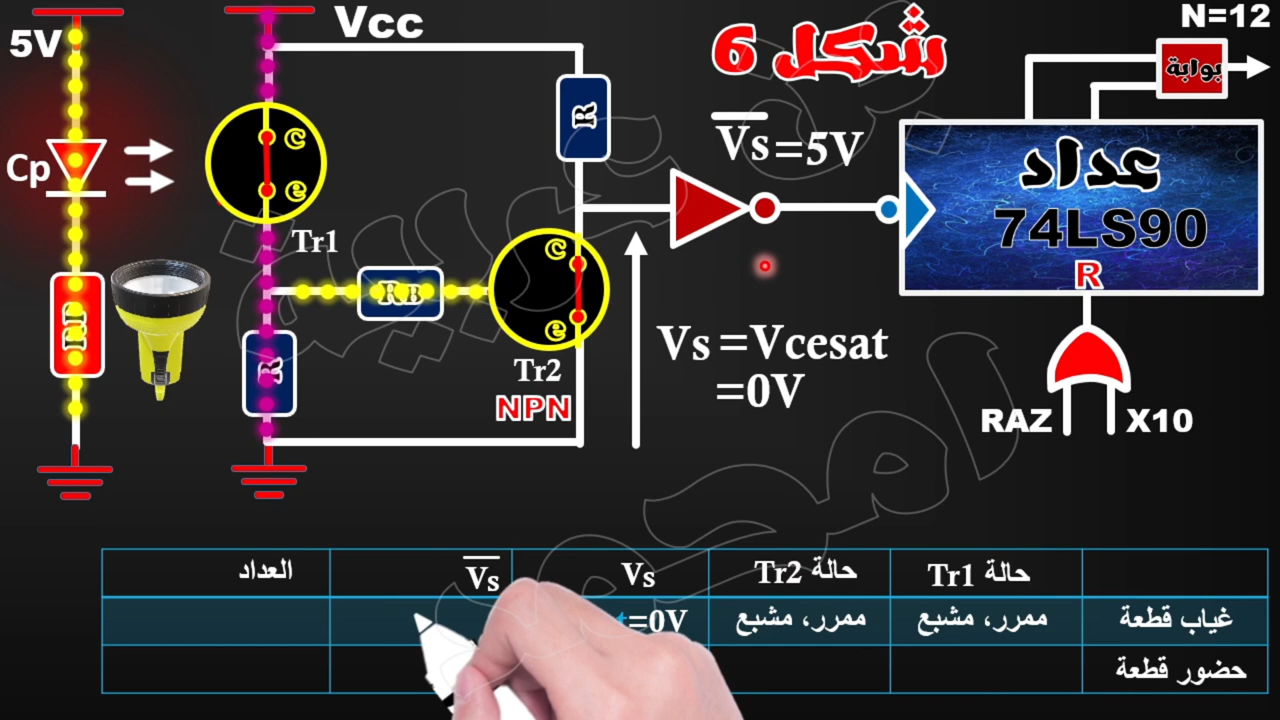 شكل 6
N=12
بوابة
5V
Vcc
Cp
c
e
Tr1
R
R
RB
c
e
Tr2
NPN
Vs=5V
عداد
74LS90
R
RAZ
X10
Vs =Vcesat
=0V
حالة Tr1
حالة Tr2
Vs
Vs
العداد
غياب قطعة
ممرر، مشبع
ممرر، مشبع
=0V
حضور قطعة